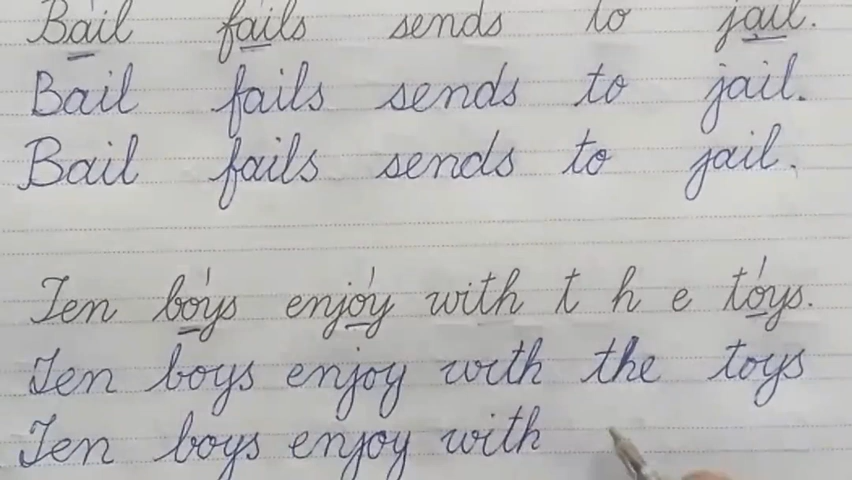 Bail fails sends to jail.
Bail fails sends to jail.
Bail fails sends to jail.
Ten boys enjoy with t h e toys.
Ten boys enjoy with the toys
Ten boys enjoy with